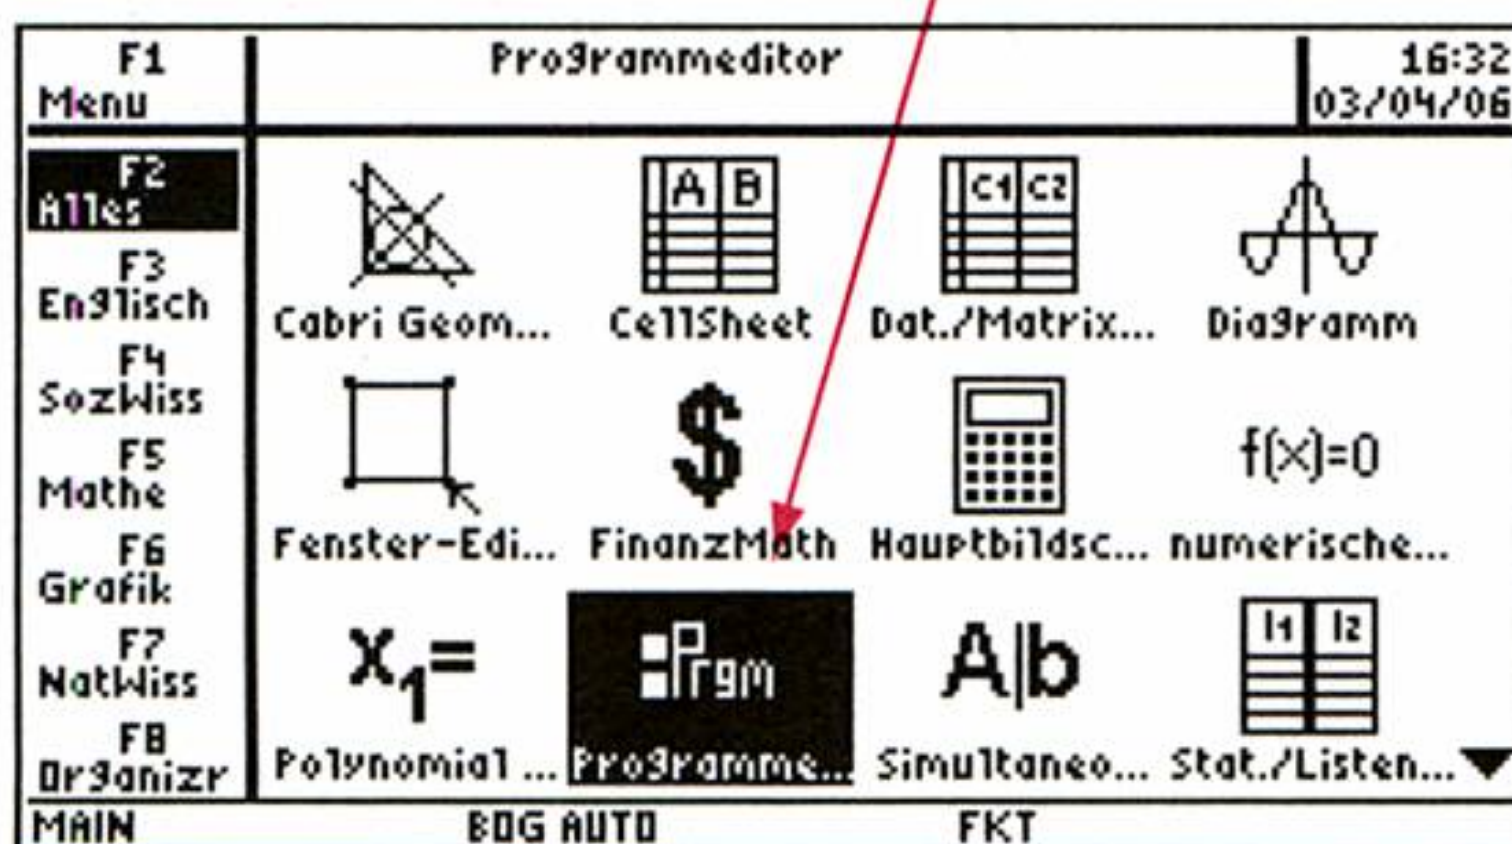 F1
Menu
Programmeditor
16:32
03/04/06
F2
Alles
F3
Englisch
F4
SozWiss
F5
Mathe
F6
Grafik
F7
NatWiss
F8
Organizr
A B
C1 C2
Cabri Geom... CellSheet Dat./Matrix... Diagramm
$
f(x)=0
Fenster-Edi... FinanzMath Hauptbildsc... numerische...
x₁=
Prgm
A|b
l1 l2
Polynomial ... Programme... Simultaneo... Stat./Listen...
MAIN BOG AUTO FKT